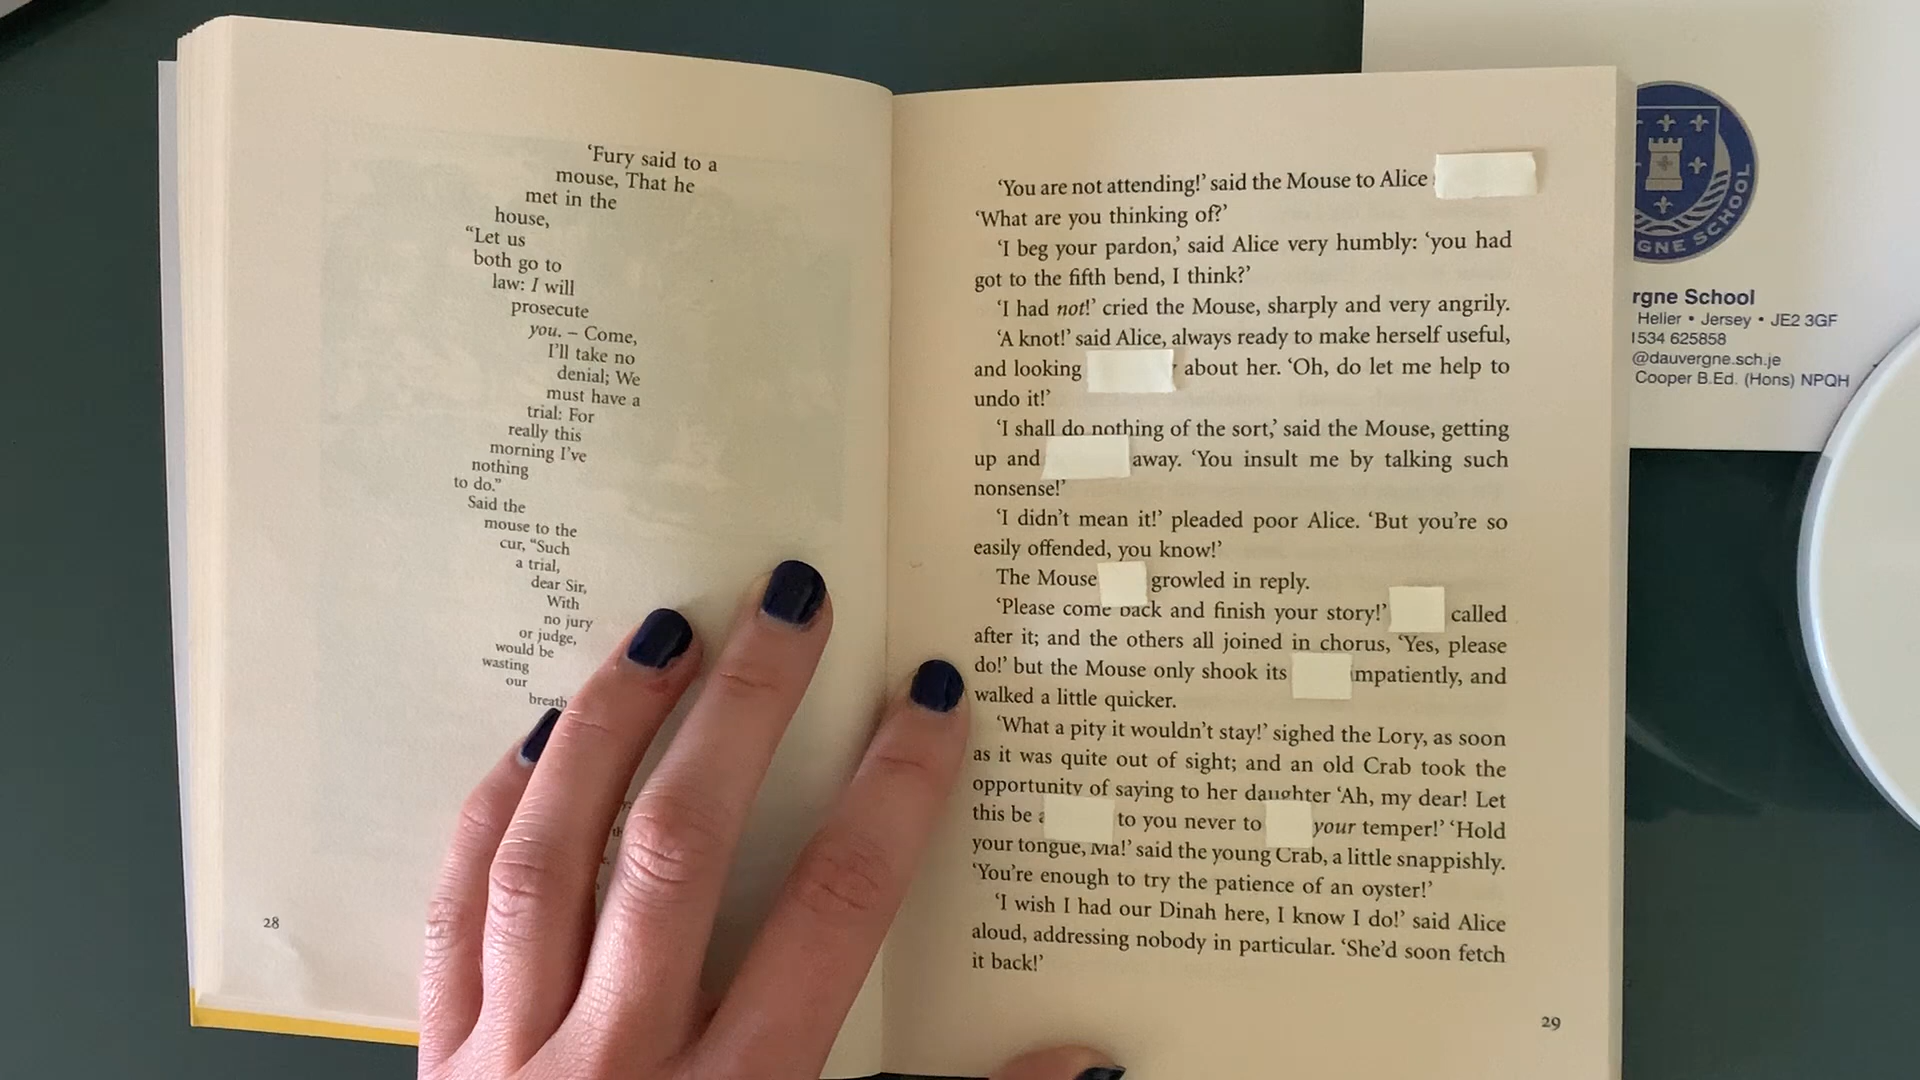 ‘Fury said to a
mouse, That he
met in the
house,
“Let us
both go to
law: I will
prosecute
you. – Come,
I’ll take no
denial; We
must have a
trial: For
really this
morning I’ve
nothing
to do.”
Said the
mouse to the
cur, “Such
a trial,
dear Sir,
With
no jury
or judge,
would be
wasting
our
breath
28
‘You are not attending!’ said the Mouse to Alice
‘What are you thinking of?’
‘I beg your pardon,’ said Alice very humbly: ‘you had
got to the fifth bend, I think?’
‘I had not!’ cried the Mouse, sharply and very angrily.
‘A knot!’ said Alice, always ready to make herself useful,
and looking about her. ‘Oh, do let me help to
undo it!’
‘I shall do nothing of the sort,’ said the Mouse, getting
up and away. ‘You insult me by talking such
nonsense!’
‘I didn’t mean it!’ pleaded poor Alice. ‘But you’re so
easily offended, you know!’
The Mouse growled in reply.
‘Please come back and finish your story!’ called
after it; and the others all joined in chorus, ‘Yes, please
do!’ but the Mouse only shook its mpatiently, and
walked a little quicker.
‘What a pity it wouldn’t stay!’ sighed the Lory, as soon
as it was quite out of sight; and an old Crab took the
opportunity of saying to her daughter ‘Ah, my dear! Let
this be to you never to your temper!’ ‘Hold
your tongue, Ma!’ said the young Crab, a little snappishly.
‘You’re enough to try the patience of an oyster!’
‘I wish I had our Dinah here, I know I do!’ said Alice
aloud, addressing nobody in particular. ‘She’d soon fetch
it back!’
29
GNE SCHOOL
rgne School
Helier • Jersey • JE2 3GF
1534 625858
@dauvergne.sch.je
Cooper B.Ed. (Hons) NPQH